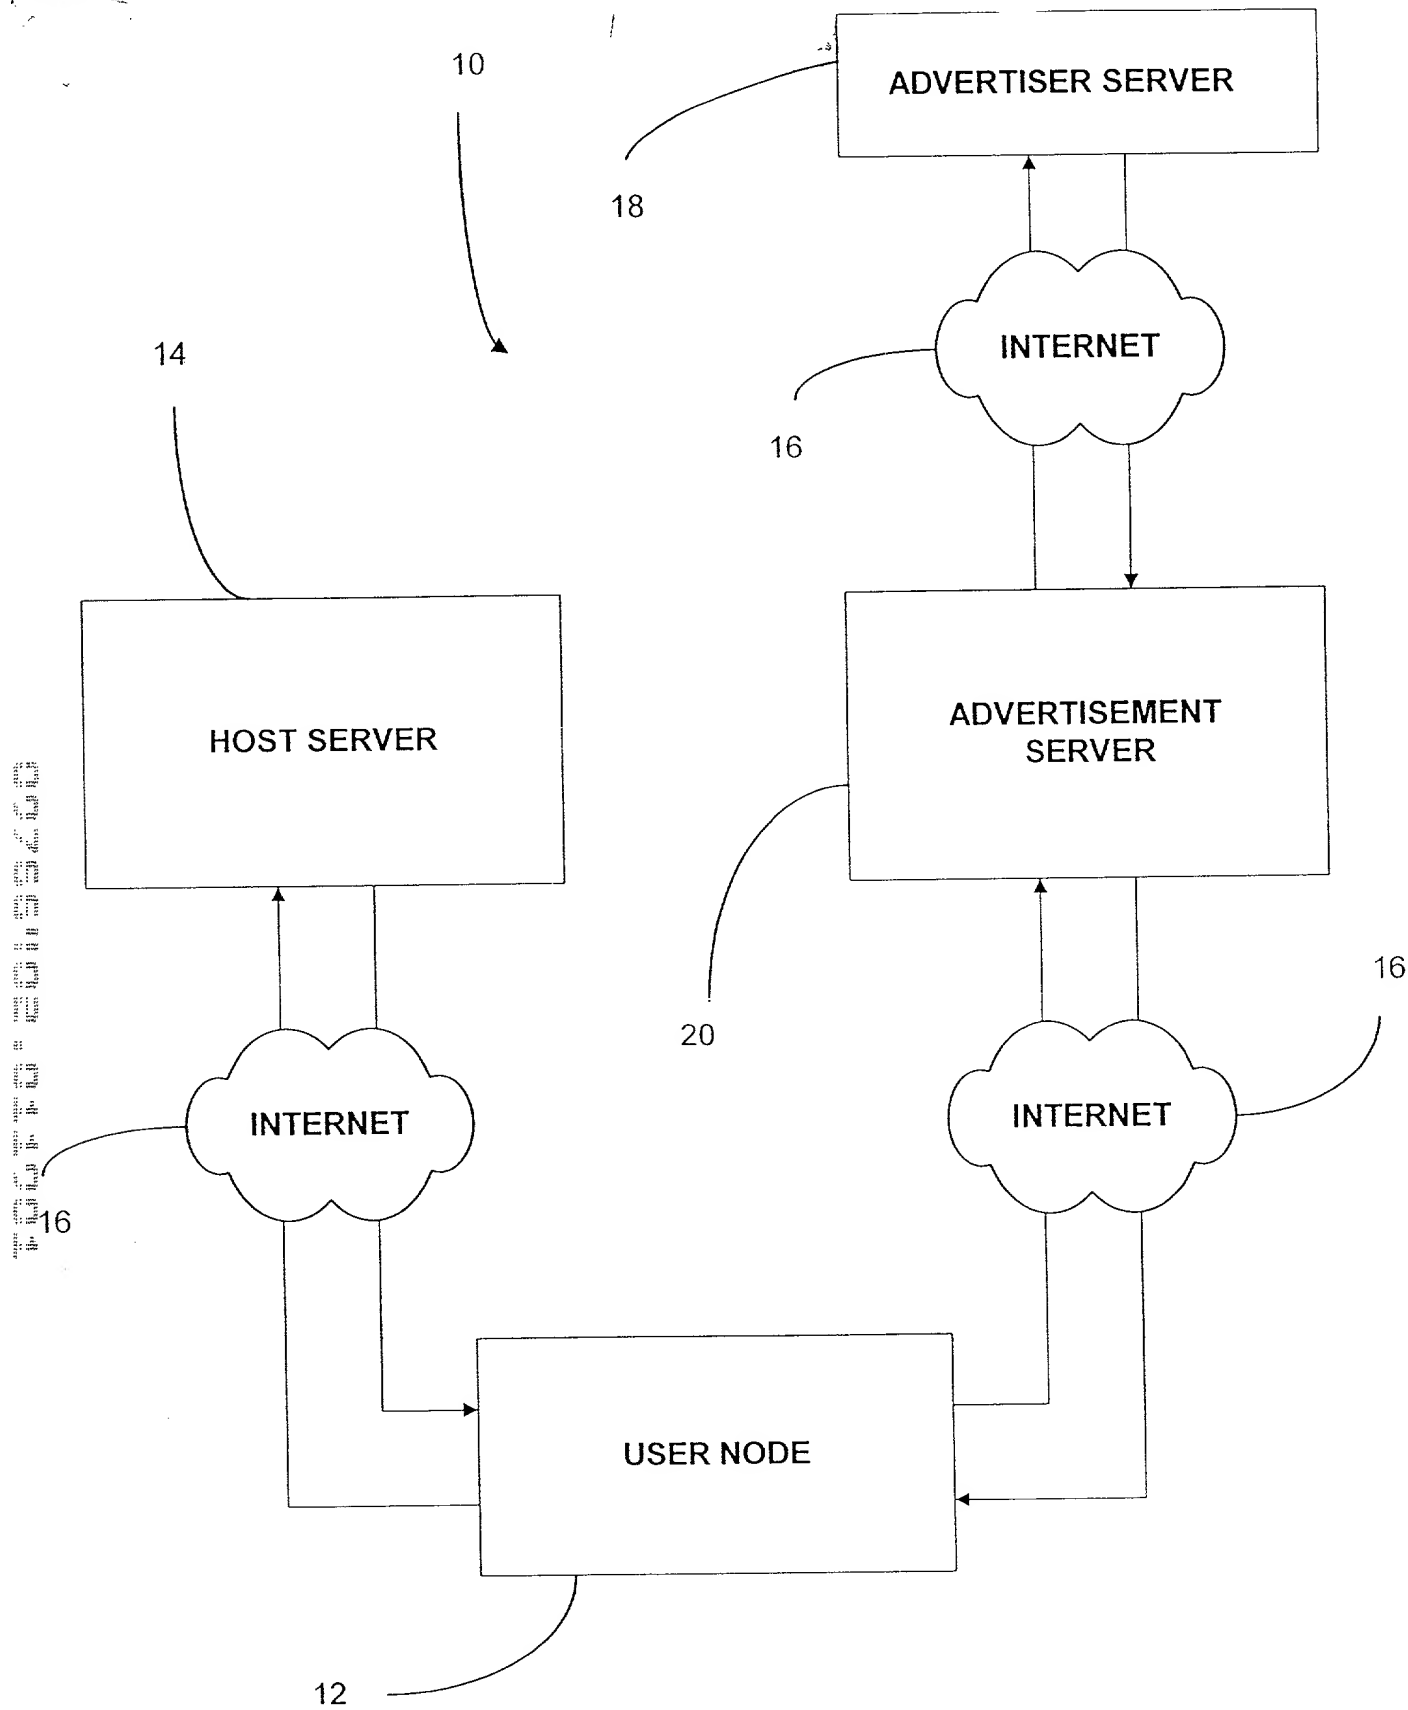 10
ADVERTISER SERVER
18
INTERNET
14
16
HOST SERVER
ADVERTISEMENT
SERVER
16
20
INTERNET
INTERNET
16
USER NODE
12